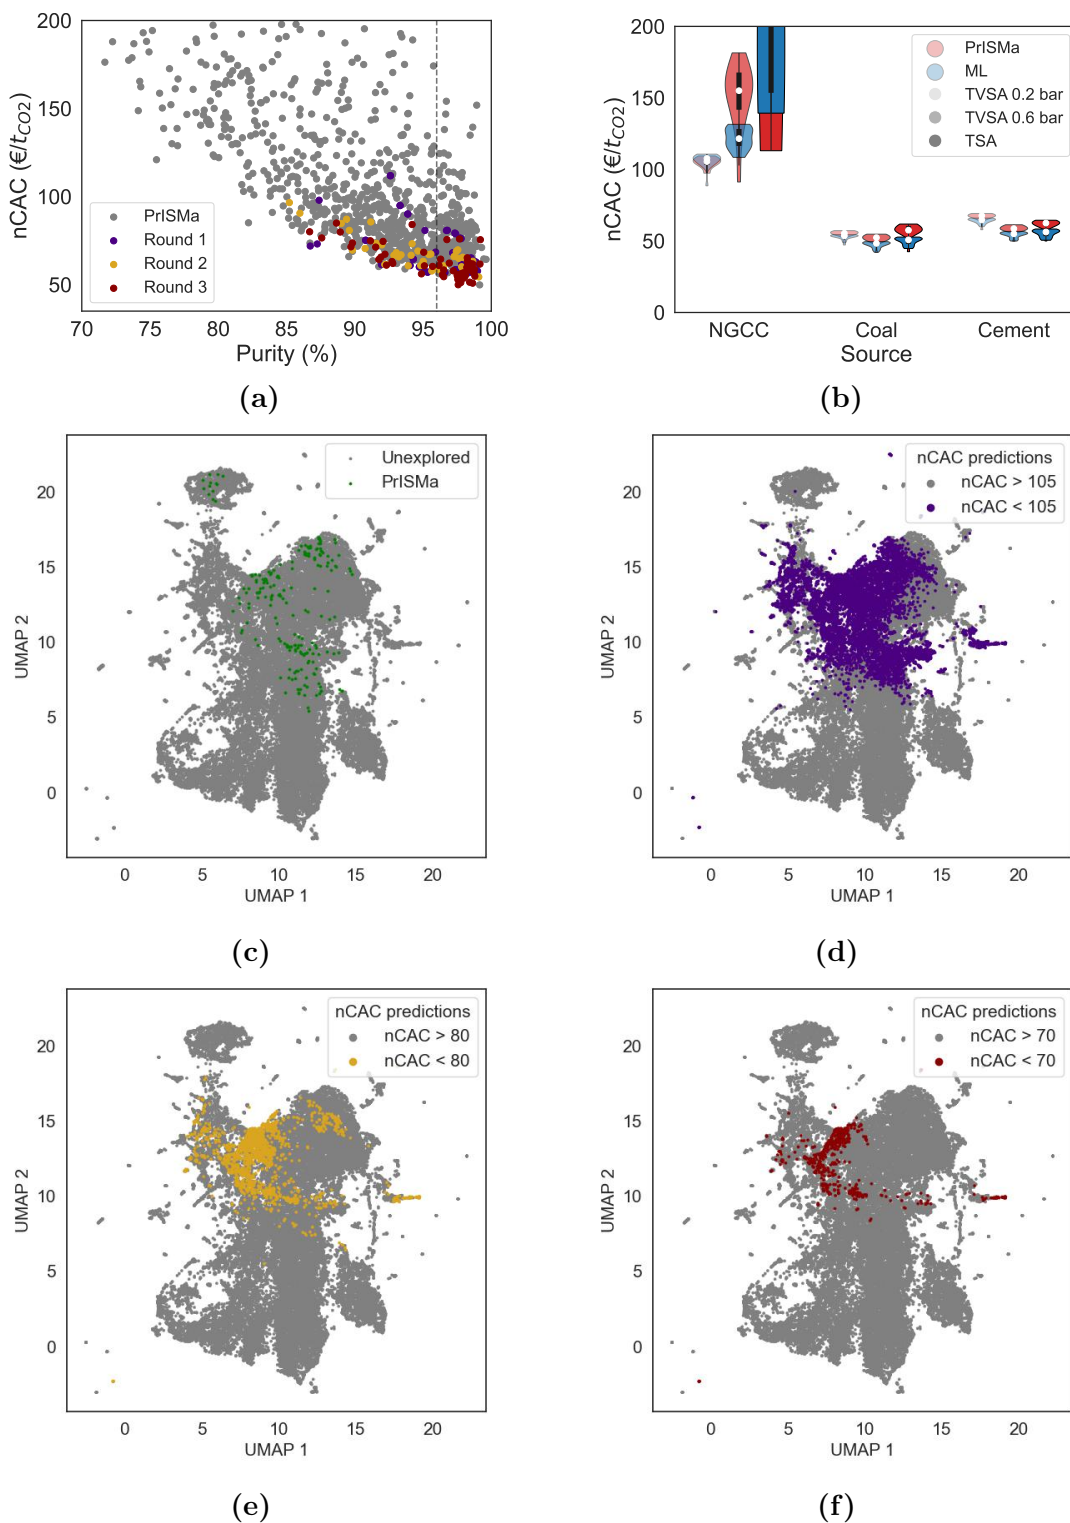 200
150
100
50
nCAC (€/t_CO2)
PrISMa
Round 1
Round 2
Round 3
70 75 80 85 90 95 100
Purity (%)
(a)
200
150
100
50
0
nCAC (€/t_CO2)
PrISMa
ML
TVSA 0.2 bar
TVSA 0.6 bar
TSA
NGCC Coal Cement
Source
(b)
Unexplored
PrISMa
20
15
10
5
0
UMAP 2
0 5 10 15 20
UMAP 1
(c)
nCAC predictions
nCAC > 105
nCAC < 105
20
15
10
5
0
UMAP 2
0 5 10 15 20
UMAP 1
(d)
nCAC predictions
nCAC > 80
nCAC < 80
20
15
10
5
0
UMAP 2
0 5 10 15 20
UMAP 1
(e)
nCAC predictions
nCAC > 70
nCAC < 70
20
15
10
5
0
UMAP 2
0 5 10 15 20
UMAP 1
(f)